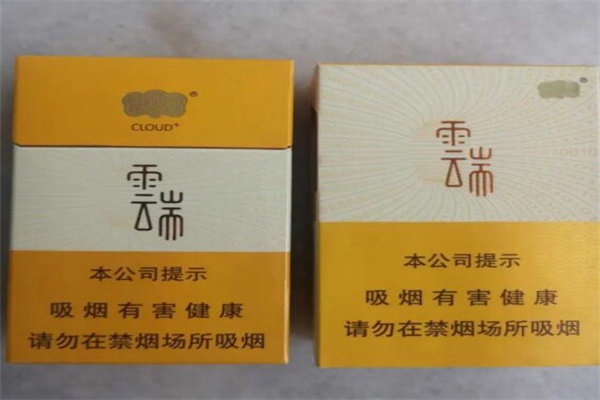 ®
CLOUD+
雲端
本公司提示
吸烟有害健康
请勿在禁烟场所吸烟
®
雲端
本公司提示
吸烟有害健康
请勿在禁烟场所吸烟